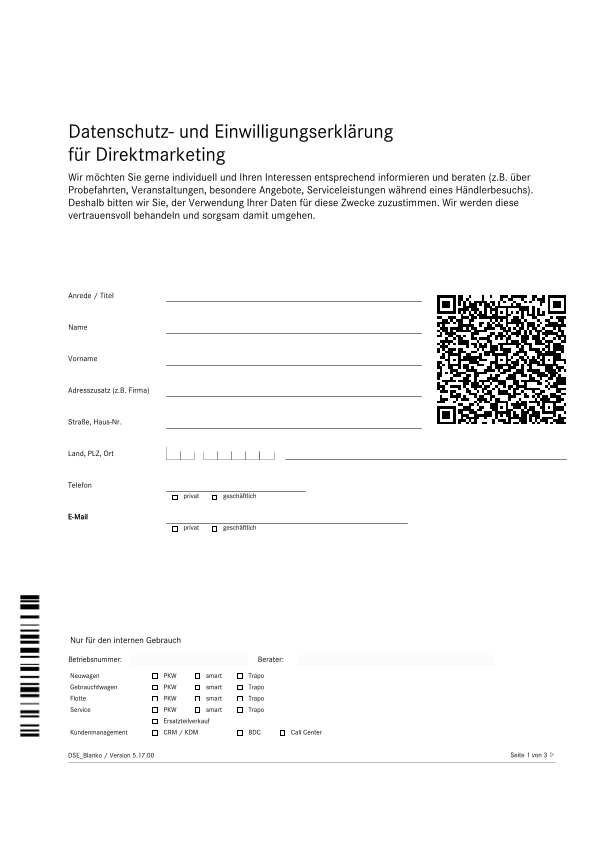 Datenschutz- und Einwilligungserklärung
für Direktmarketing
Wir möchten Sie gerne individuell und Ihren Interessen entsprechend informieren und beraten (z.B. über
Probefahrten, Veranstaltungen, besondere Angebote, Serviceleistungen während eines Händlerbesuchs).
Deshalb bitten wir Sie, der Verwendung Ihrer Daten für diese Zwecke zuzustimmen. Wir werden diese
vertrauensvoll behandeln und sorgsam damit umgehen.
Anrede / Titel
Name
Vorname
Adresszusatz (z.B. Firma)
Straße, Haus-Nr.
Land, PLZ, Ort
Telefon
privat geschäftlich
E-Mail
privat geschäftlich
Nur für den internen Gebrauch
Betriebsnummer: Berater:
Neuwagen PKW smart Trapo
Gebrauchtwagen PKW smart Trapo
Flotte PKW smart Trapo
Service PKW smart Trapo
Ersatzteilverkauf
Kundenmanagement CRM / KDM BDC Call Center
DSE_Blanko / Version 5.17.00 Seite 1 von 3